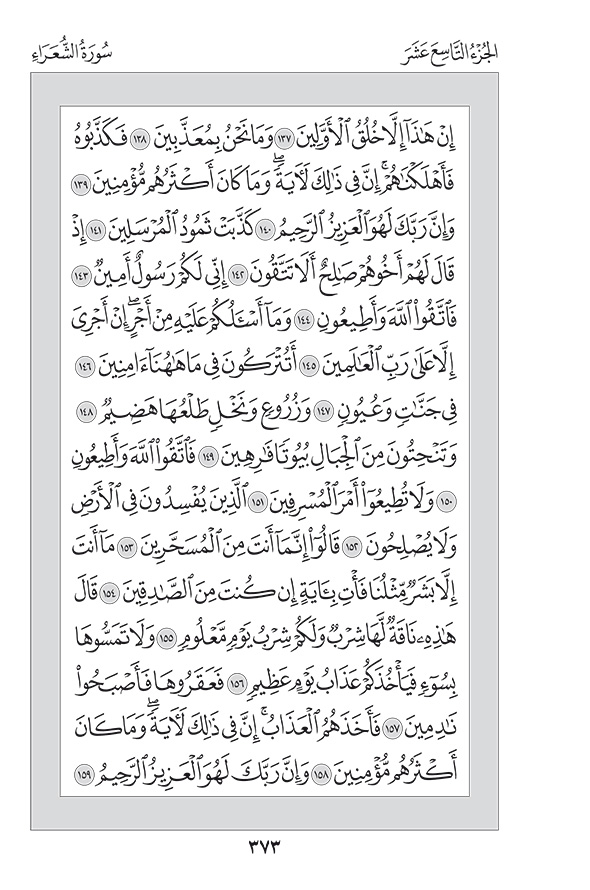 الجُزْءُ التَّاسِعَ عَشَرَ
سُورَةُ الشُّعَرَاءِ
إِنۡ هَٰذَآ إِلَّا خُلُقُ ٱلۡأَوَّلِينَ ١٣٧ وَمَا نَحۡنُ بِمُعَذَّبِينَ ١٣٨ فَكَذَّبُوهُ
فَأَهۡلَكۡنَٰهُمۡۚ إِنَّ فِي ذَٰلِكَ لَأٓيَةٗۖ وَمَا كَانَ أَكۡثَرُهُم مُّؤۡمِنِينَ ١٣٩
وَإِنَّ رَبَّكَ لَهُوَ ٱلۡعَزِيزُ ٱلرَّحِيمُ ١٤٠ كَذَّبَتۡ ثَمُودُ ٱلۡمُرۡسَلِينَ ١٤١ إِذۡ
قَالَ لَهُمۡ أَخُوهُمۡ صَٰلِحٌ أَلَا تَتَّقُونَ ١٤٢ إِنِّي لَكُمۡ رَسُولٌ أَمِينٞ ١٤٣
فَٱتَّقُواْ ٱللَّهَ وَأَطِيعُونِ ١٤٤ وَمَآ أَسۡـَٔلُكُمۡ عَلَيۡهِ مِنۡ أَجۡرٍۖ إِنۡ أَجۡرِيَ
إِلَّا عَلَىٰ رَبِّ ٱلۡعَٰلَمِينَ ١٤٥ أَتُتۡرَكُونَ فِي مَا هَٰهُنَآ ءَامِنِينَ ١٤٦
فِي جَنَّٰتٖ وَعُيُونٖ ١٤٧ وَزُرُوعٖ وَنَخۡلٖ طَلۡعُهَا هَضِيمٞ ١٤٨
وَتَنۡحِتُونَ مِنَ ٱلۡجِبَالِ بُيُوتٗا فَٰرِهِينَ ١٤٩ فَٱتَّقُواْ ٱللَّهَ وَأَطِيعُونِ
١٥٠ وَلَا تُطِيعُوٓاْ أَمۡرَ ٱلۡمُسۡرِفِينَ ١٥١ ٱلَّذِينَ يُفۡسِدُونَ فِي ٱلۡأَرۡضِ
وَلَا يُصۡلِحُونَ ١٥٢ قَالُوٓاْ إِنَّمَآ أَنتَ مِنَ ٱلۡمُسَحَّرِينَ ١٥٣ مَآ أَنتَ
إِلَّا بَشَرٞ مِّثۡلُنَا فَأۡتِ بِـَٔايَةٍ إِن كُنتَ مِنَ ٱلصَّٰدِقِينَ ١٥٤ قَالَ
هَٰذِهِۦ نَاقَةٞ لَّهَا شِرۡبٞ وَلَكُمۡ شِرۡبُ يَوۡمٖ مَّعۡلُومٖ ١٥٥ وَلَا تَمَسُّوهَا
بِسُوٓءٖ فَيَأۡخُذَكُمۡ عَذَابُ يَوۡمٍ عَظِيمٖ ١٥٦ فَعَقَرُوهَا فَأَصۡبَحُواْ
نَٰدِمِينَ ١٥٧ فَأَخَذَهُمُ ٱلۡعَذَابُۚ إِنَّ فِي ذَٰلِكَ لَأٓيَةٗۖ وَمَا كَانَ
أَكۡثَرُهُم مُّؤۡمِنِينَ ١٥٨ وَإِنَّ رَبَّكَ لَهُوَ ٱلۡعَزِيزُ ٱلرَّحِيمُ ١٥٩
٣٧٣